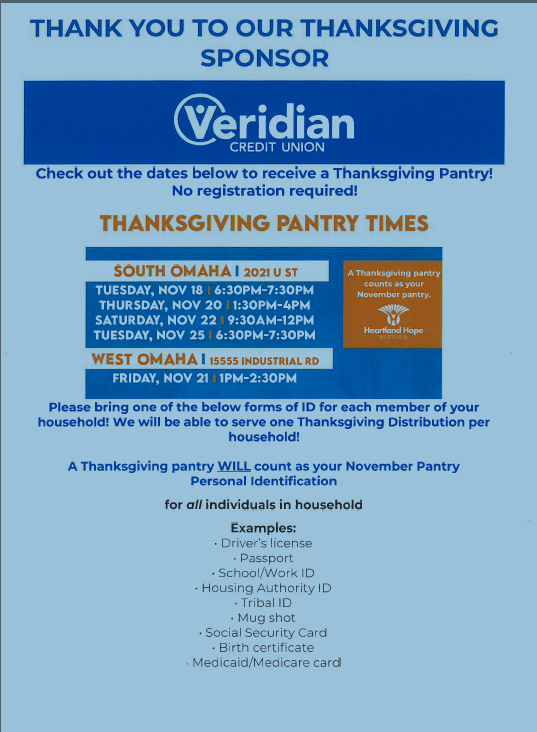 THANK YOU TO OUR THANKSGIVING
SPONSOR
Veridian
CREDIT UNION
Check out the dates below to receive a Thanksgiving Pantry!
No registration required!
THANKSGIVING PANTRY TIMES
SOUTH OMAHA | 2021 U ST
TUESDAY, NOV 18 | 6:30PM-7:30PM
THURSDAY, NOV 20 | 1:30PM-4PM
SATURDAY, NOV 22 | 9:30AM-12PM
TUESDAY, NOV 25 | 6:30PM-7:30PM
WEST OMAHA | 15555 INDUSTRIAL RD
FRIDAY, NOV 21 | 1PM-2:30PM
A Thanksgiving pantry
counts as your
November pantry.
Heartland Hope
MISSION
Please bring one of the below forms of ID for each member of your
household! We will be able to serve one Thanksgiving Distribution per
household!
A Thanksgiving pantry WILL count as your November Pantry
Personal Identification
for all individuals in household
Examples:
• Driver's license
• Passport
• School/Work ID
• Housing Authority ID
• Tribal ID
• Mug shot
• Social Security Card
• Birth certificate
• Medicaid/Medicare card